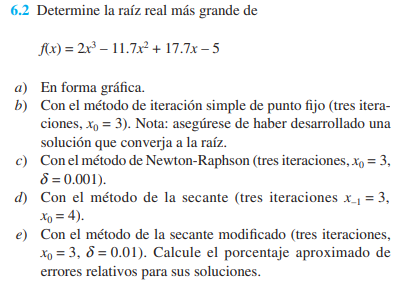 6.2 Determine la raíz real más grande de
f(x) = 2x³ – 11.7x² + 17.7x – 5
a) En forma gráfica.
b) Con el método de iteración simple de punto fijo (tres itera-
ciones, x₀ = 3). Nota: asegúrese de haber desarrollado una
solución que converja a la raíz.
c) Con el método de Newton-Raphson (tres iteraciones, x₀ = 3,
δ = 0.001).
d) Con el método de la secante (tres iteraciones x₋₁ = 3,
x₀ = 4).
e) Con el método de la secante modificado (tres iteraciones,
x₀ = 3, δ = 0.01). Calcule el porcentaje aproximado de
errores relativos para sus soluciones.